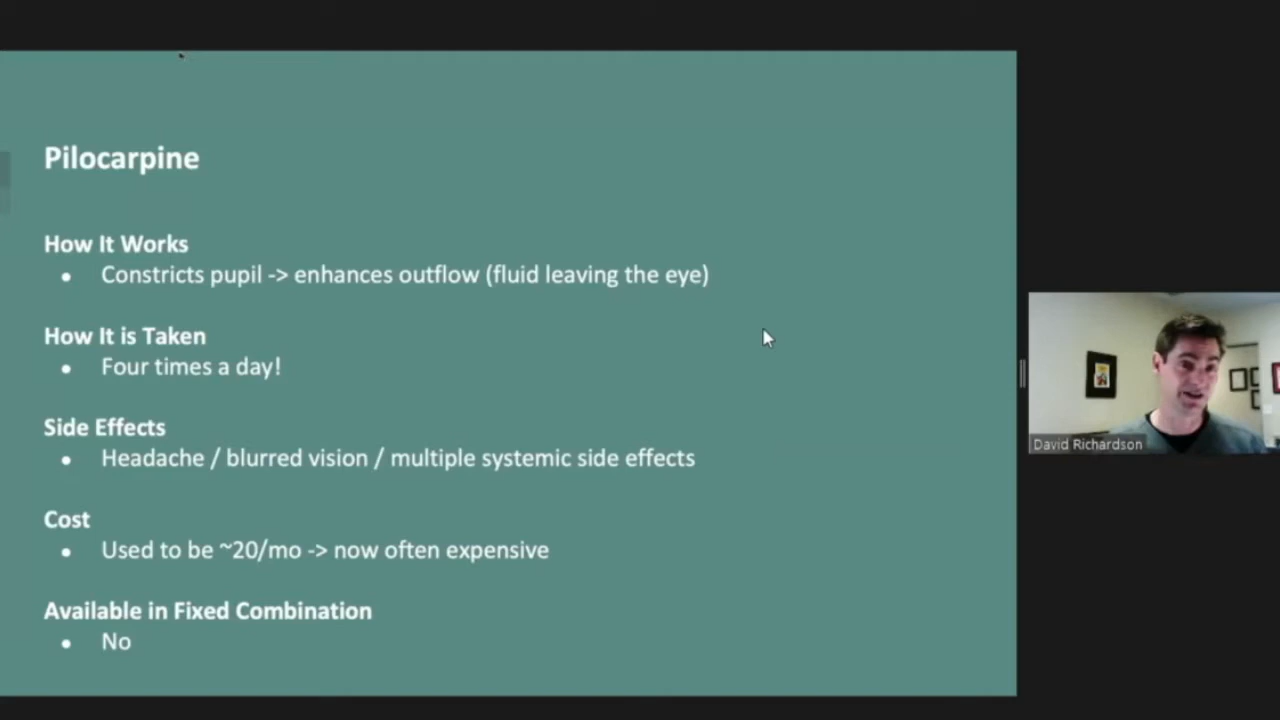 Pilocarpine
How It Works
• Constricts pupil -> enhances outflow (fluid leaving the eye)
How It is Taken
• Four times a day!
Side Effects
• Headache / blurred vision / multiple systemic side effects
Cost
• Used to be ~20/mo -> now often expensive
Available in Fixed Combination
• No
David Richardson